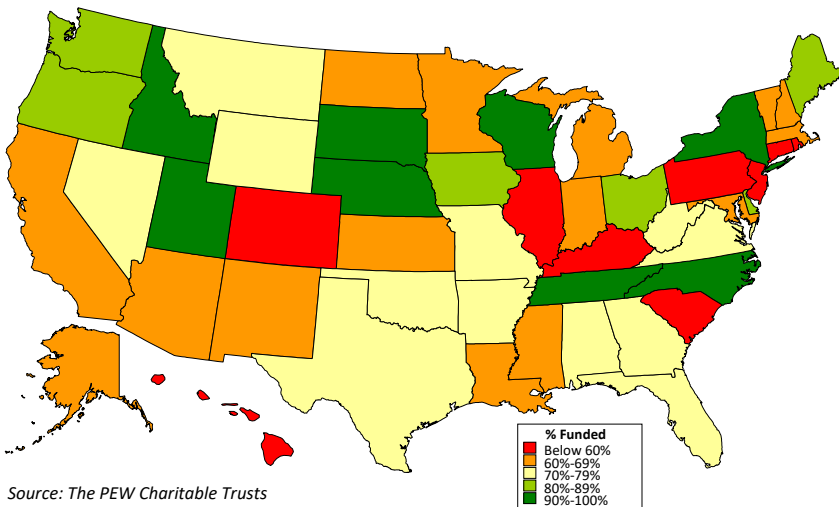 % Funded
Below 60%
60%-69%
70%-79%
80%-89%
90%-100%
Source: The PEW Charitable Trusts